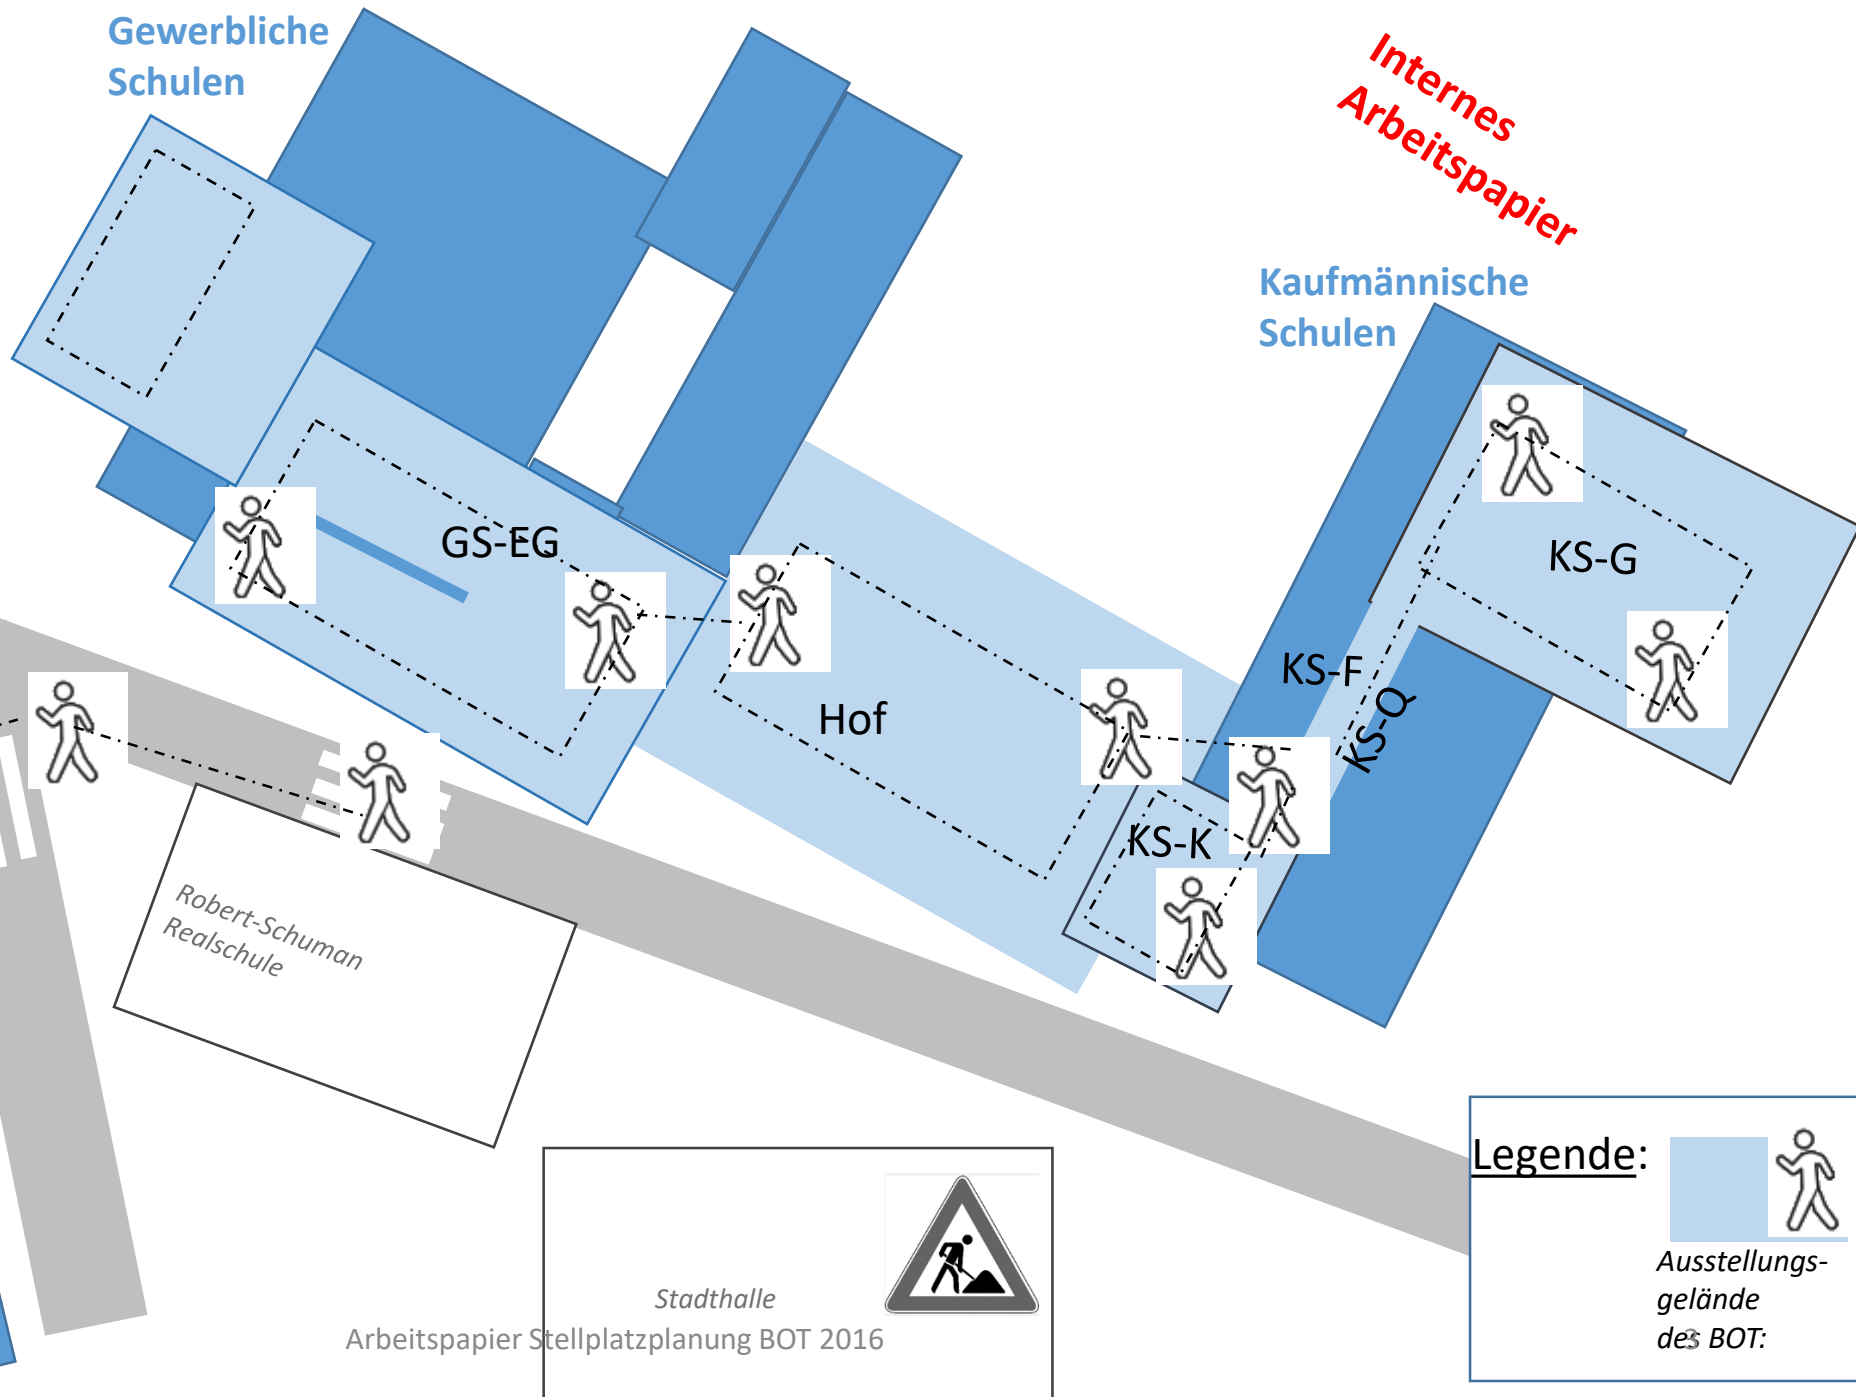 Gewerbliche
Schulen
Internes
Arbeitspapier
Kaufmännische
Schulen
GS-EG
KS-G
KS-F
KS-Q
Hof
KS-K
Robert-Schuman
Realschule
Legende:
Ausstellungs-
gelände
des BOT:
3
Stadthalle
Arbeitspapier Stellplatzplanung BOT 2016